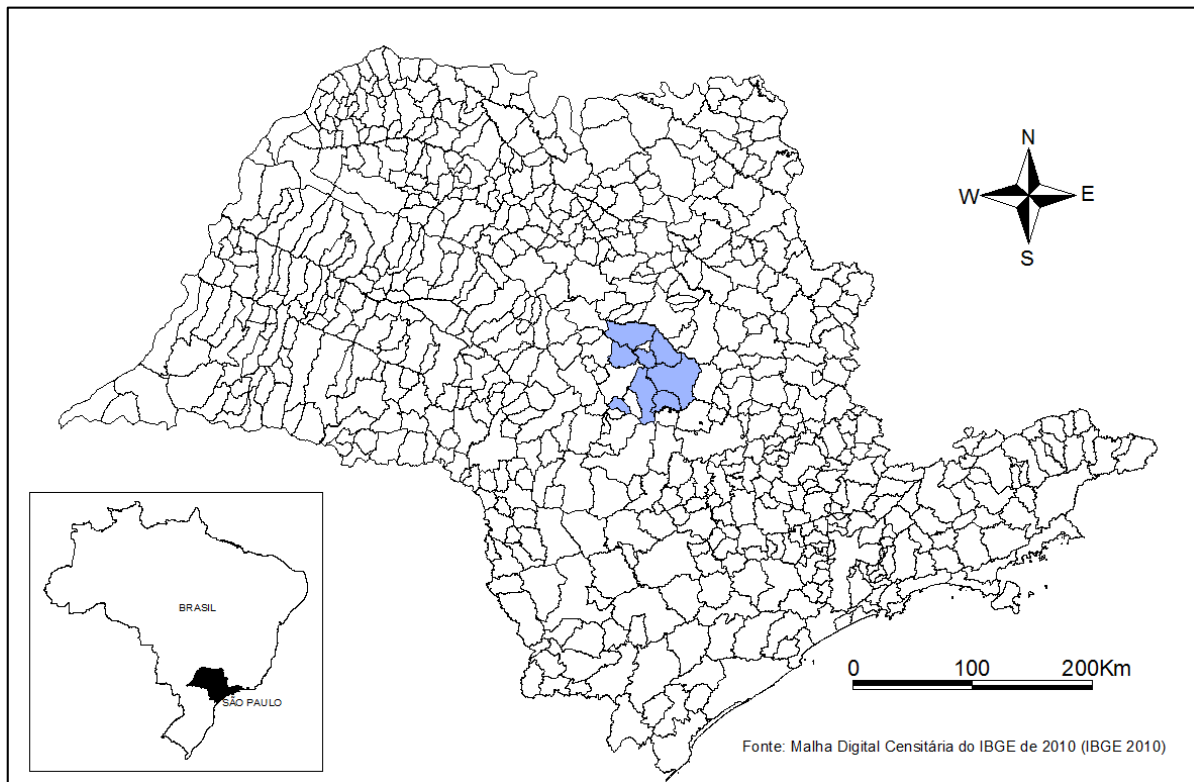 N
W
E
S
BRASIL
SÃO PAULO
0 100 200Km
Fonte: Malha Digital Censitária do IBGE de 2010 (IBGE 2010)